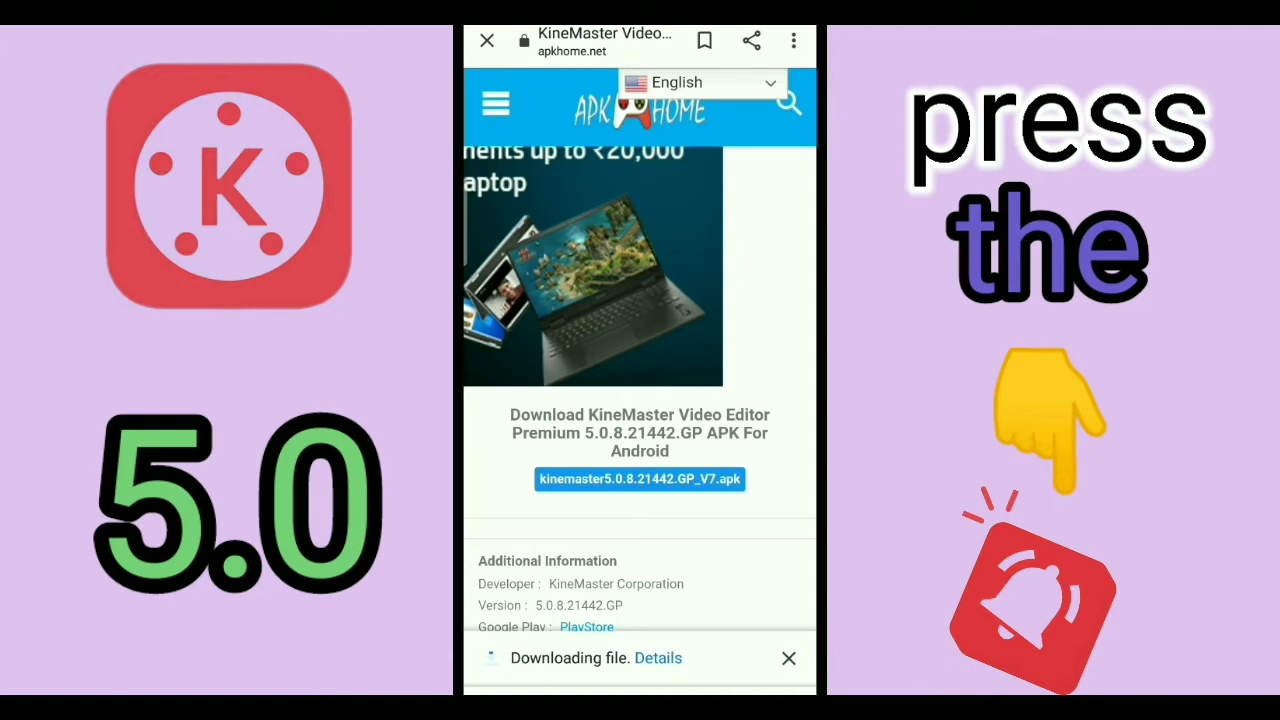 K
5.0
KineMaster Video...
apkhome.net
English
APK HOME
nents up to ₹20,000
aptop
Download KineMaster Video Editor
Premium 5.0.8.21442.GP APK For
Android
kinemaster5.0.8.21442.GP_V7.apk
Additional Information
Developer : KineMaster Corporation
Version : 5.0.8.21442.GP
Google Play : PlayStore
Downloading file. Details
press
the